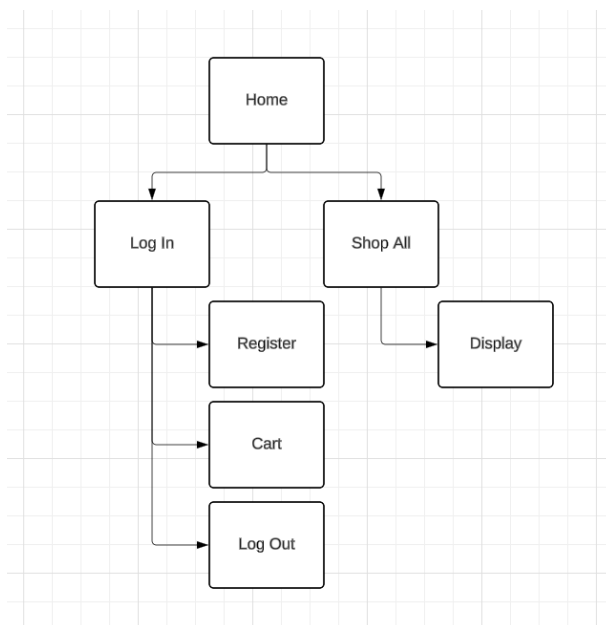 Home
Log In
Shop All
Register
Display
Cart
Log Out